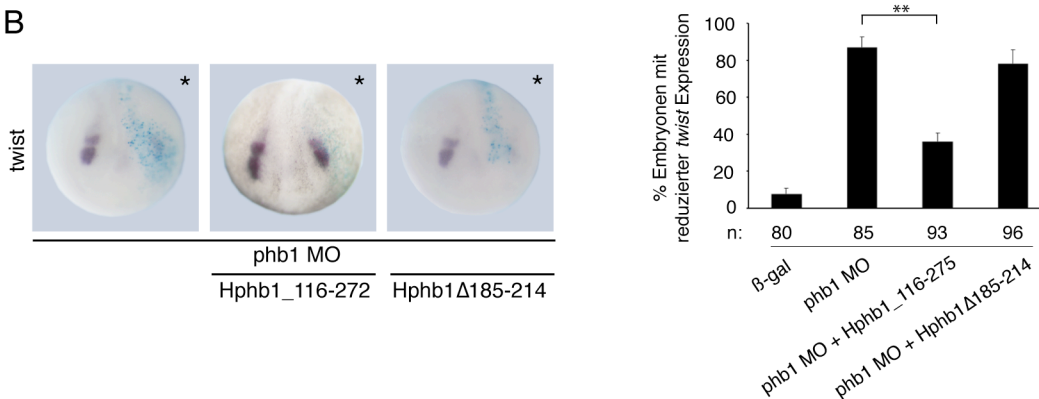 B
twist
*
*
*
phb1 MO
Hphb1_116-272
Hphb1Δ185-214
% Embryonen mit
reduzierter twist Expression
**
100
80
60
40
20
0
n: 80 85 93 96
ß-gal
phb1 MO
phb1 MO + Hphb1_116-275
phb1 MO + Hphb1Δ185-214